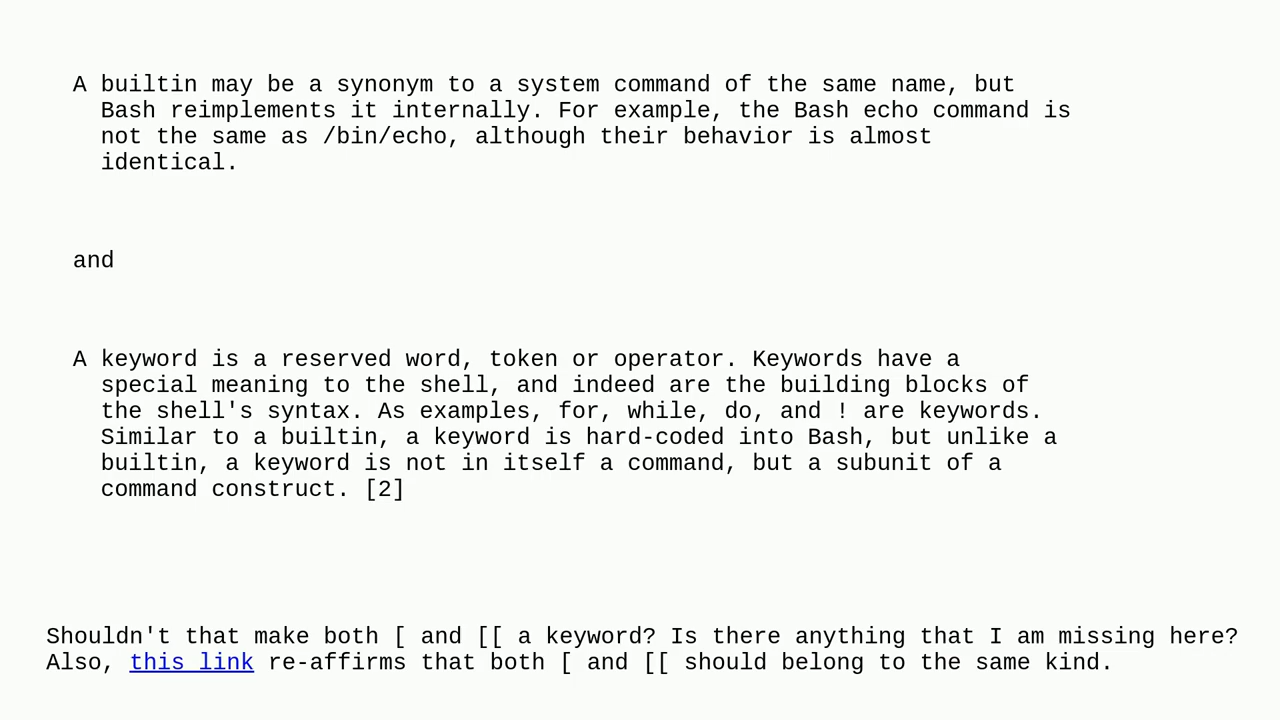 A builtin may be a synonym to a system command of the same name, but
Bash reimplements it internally. For example, the Bash echo command is
not the same as /bin/echo, although their behavior is almost
identical.
and
A keyword is a reserved word, token or operator. Keywords have a
special meaning to the shell, and indeed are the building blocks of
the shell's syntax. As examples, for, while, do, and ! are keywords.
Similar to a builtin, a keyword is hard-coded into Bash, but unlike a
builtin, a keyword is not in itself a command, but a subunit of a
command construct. [2]
Shouldn't that make both [ and [[ a keyword? Is there anything that I am missing here?
Also, this link re-affirms that both [ and [[ should belong to the same kind.